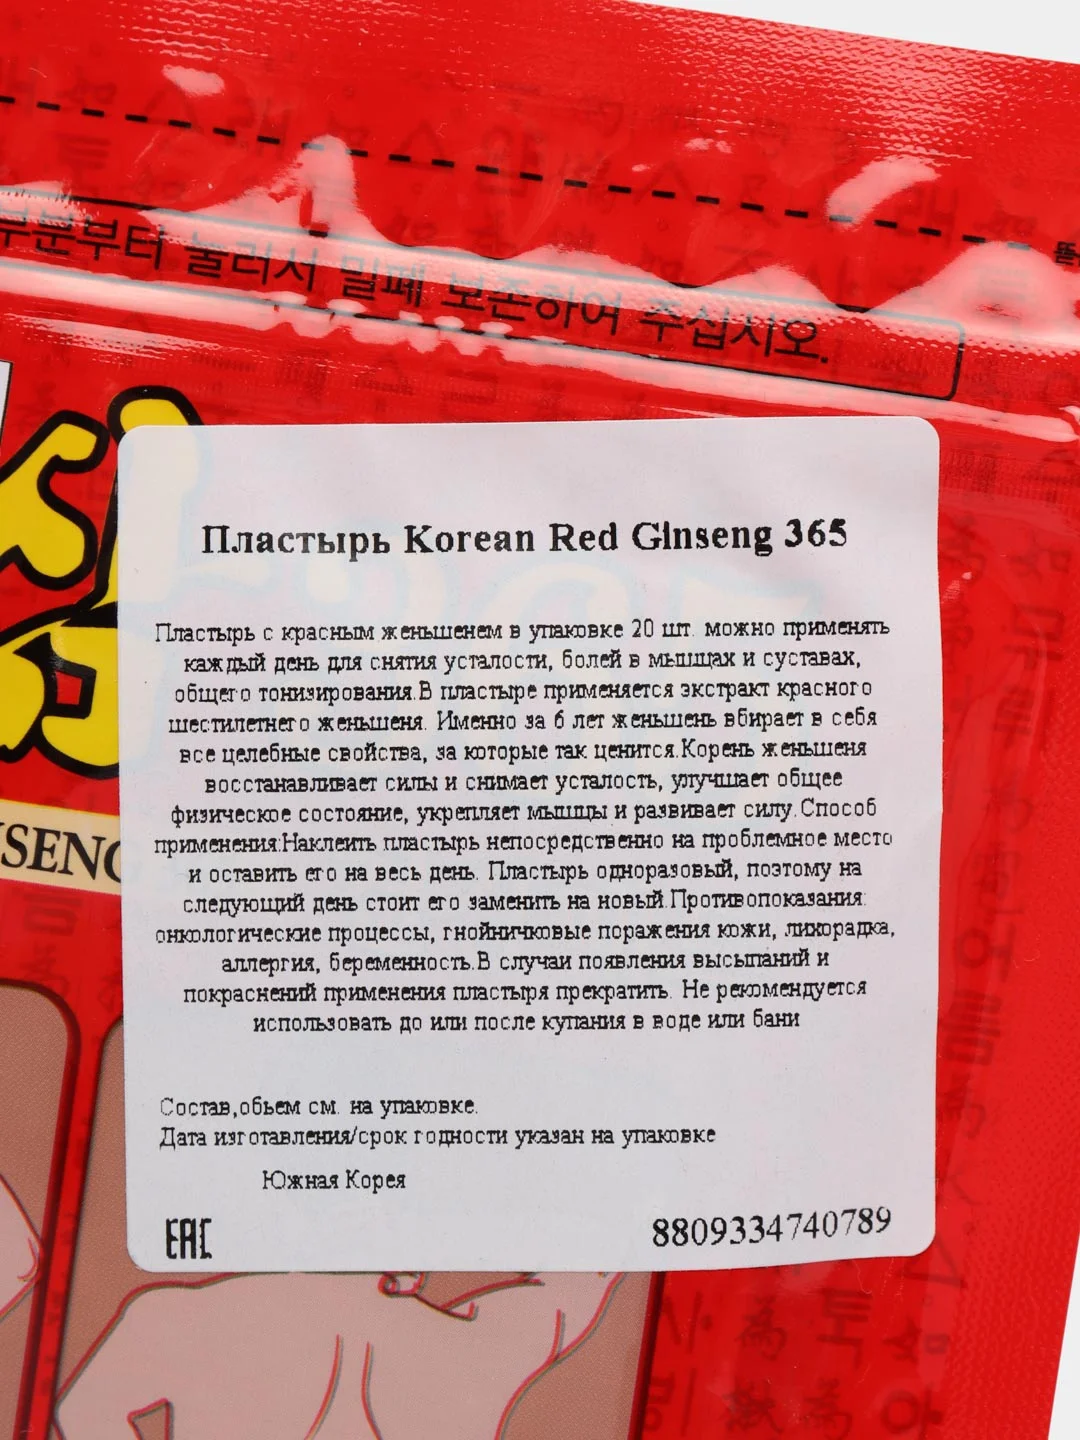 부분부터 눌러서 밀폐 보존하여 주십시오.
Пластырь Korean Red Ginseng 365
Пластырь с красным женьшенем в упаковке 20 шт. можно применять
каждый день для снятия усталости, болей в мышцах и суставах,
общего тонизирования.В пластыре применяется экстракт красного
шестилетнего женьшеня. Именно за 6 лет женьшень вбирает в себя
все целебные свойства, за которые так ценится.Корень женьшеня
восстанавливает силы и снимает усталость, улучшает общее
физическое состояние, укрепляет мышцы и развивает силу.Способ
применения:Наклеить пластырь непосредственно на проблемное место
и оставить его на весь день. Пластырь одноразовый, поэтому на
следующий день стоит его заменить на новый.Противопоказания:
онкологические процессы, гнойничковые поражения кожи, лихорадка,
аллергия, беременность.В случаи появления высыпаний и
покраснений применения пластыря прекратить. Не рекомендуется
использовать до или после купания в воде или бани
Состав,обьем см. на упаковке.
Дата изготавления/срок годности указан на упаковке
Южная Корея
EAC
8809334740789